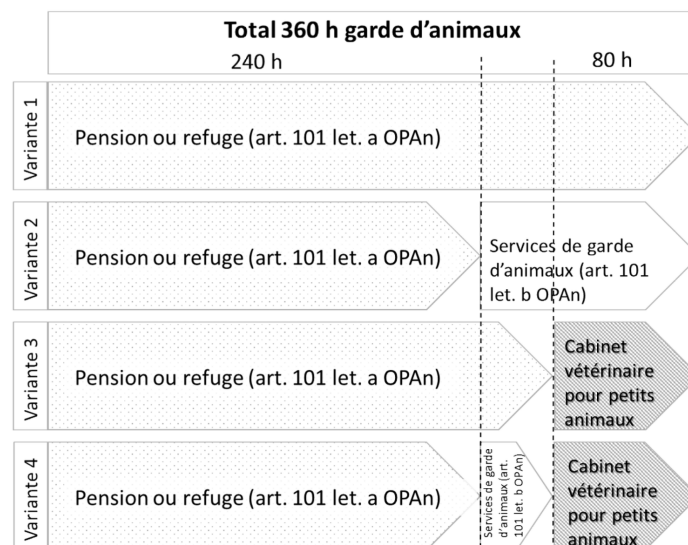 Total 360 h garde d'animaux
240 h
80 h
Variante 1
Pension ou refuge (art. 101 let. a OPAn)
Variante 2
Pension ou refuge (art. 101 let. a OPAn)
Services de garde
d'animaux (art. 101
let. b OPAn)
Variante 3
Pension ou refuge (art. 101 let. a OPAn)
Cabinet
vétérinaire
pour petits
animaux
Variante 4
Pension ou refuge (art. 101 let. a OPAn)
Services de garde
d'animaux (art.
101 let. b OPAn)
Cabinet
vétérinaire
pour petits
animaux